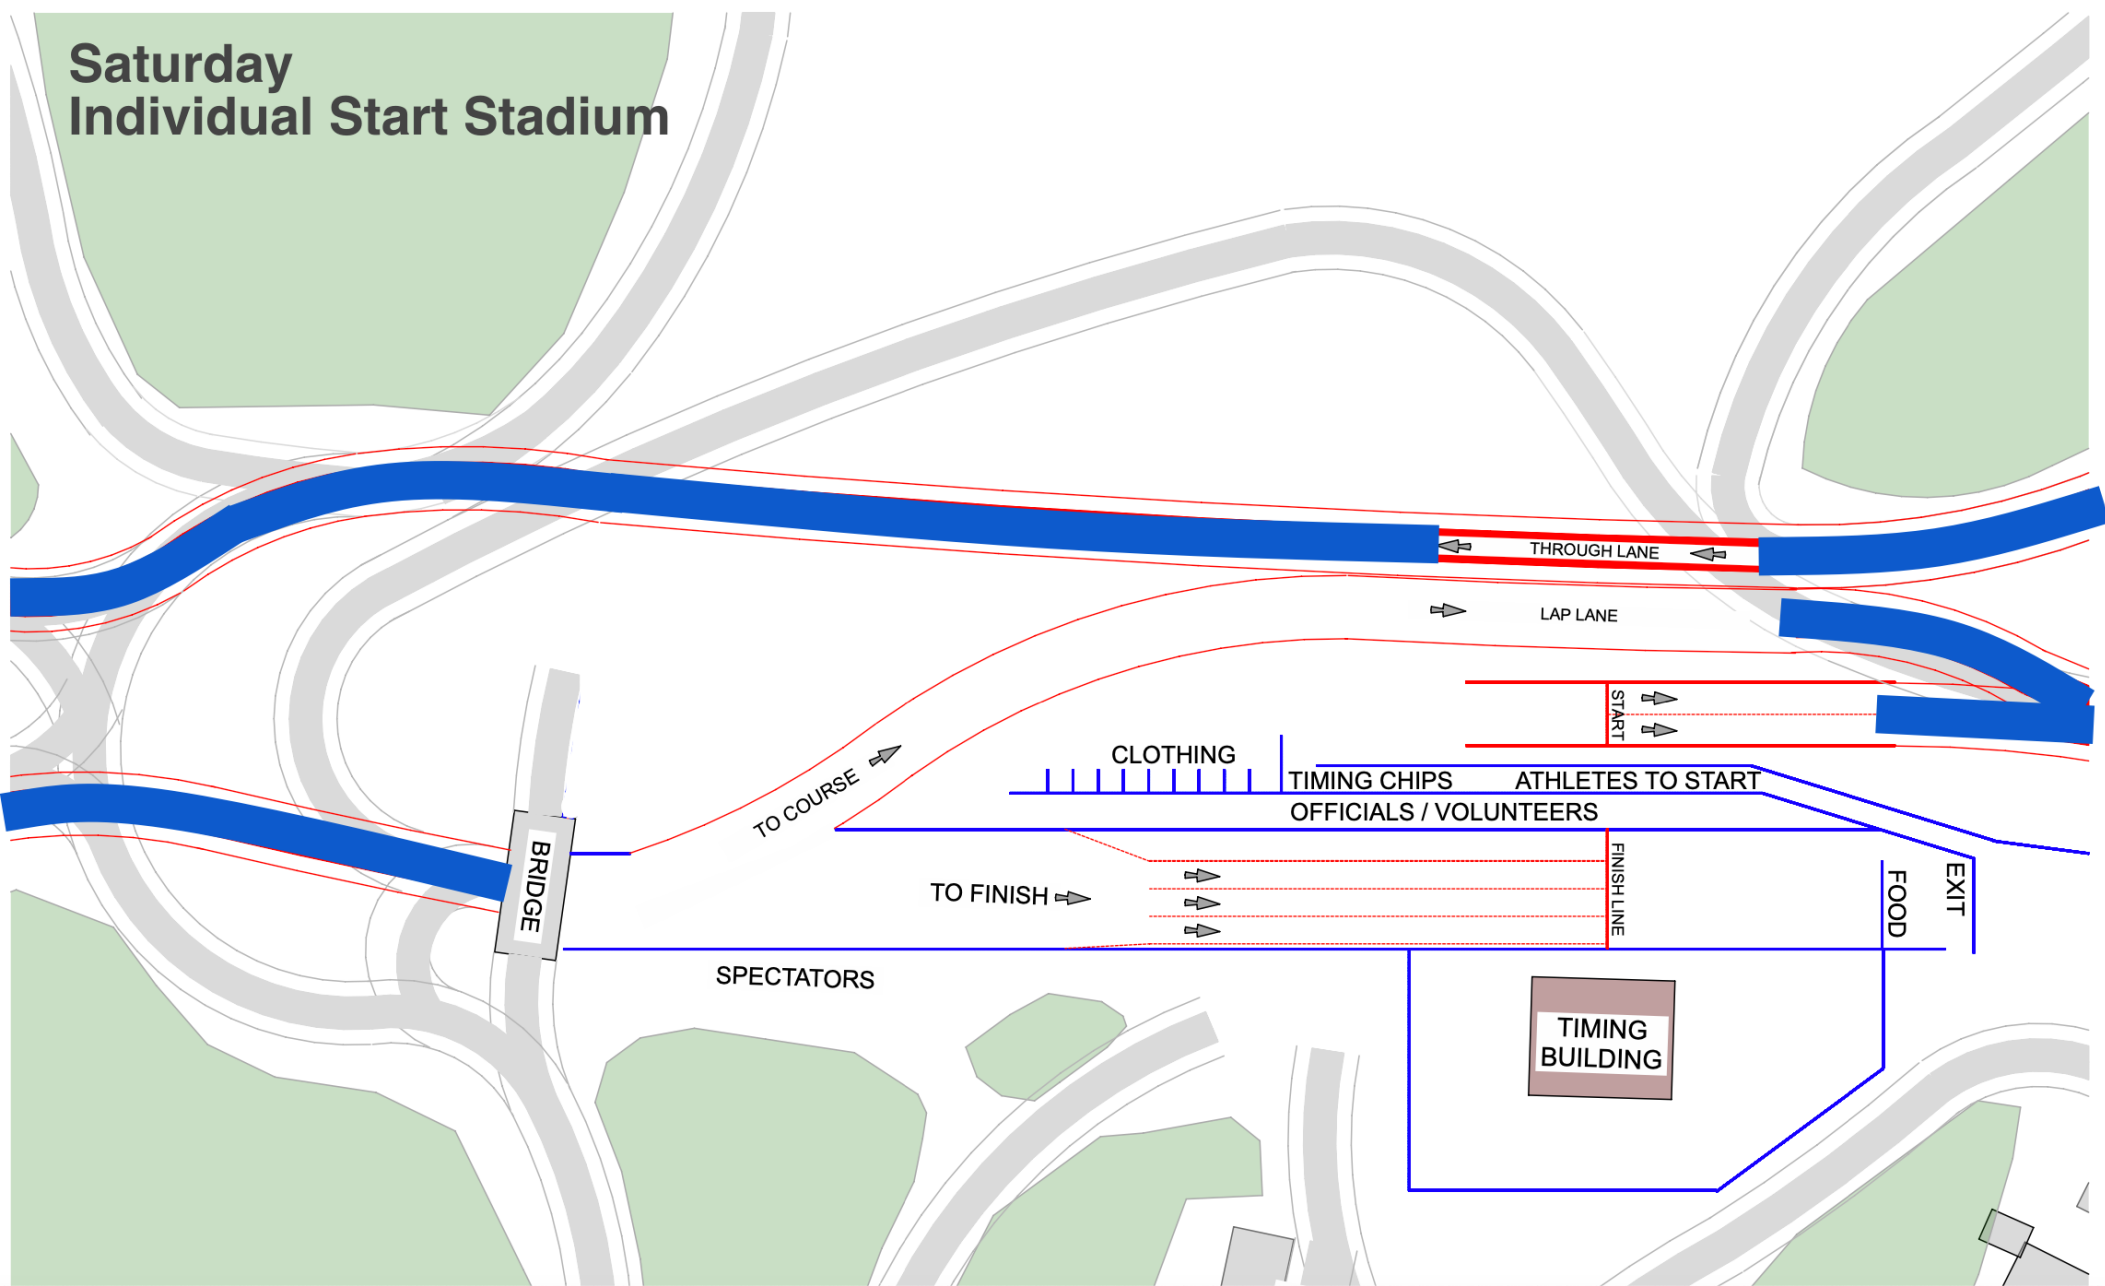 Saturday
Individual Start Stadium
THROUGH LANE
LAP LANE
START
CLOTHING
TIMING CHIPS
ATHLETES TO START
OFFICIALS / VOLUNTEERS
TO COURSE
BRIDGE
TO FINISH
FINISH LINE
FOOD
EXIT
SPECTATORS
TIMING
BUILDING